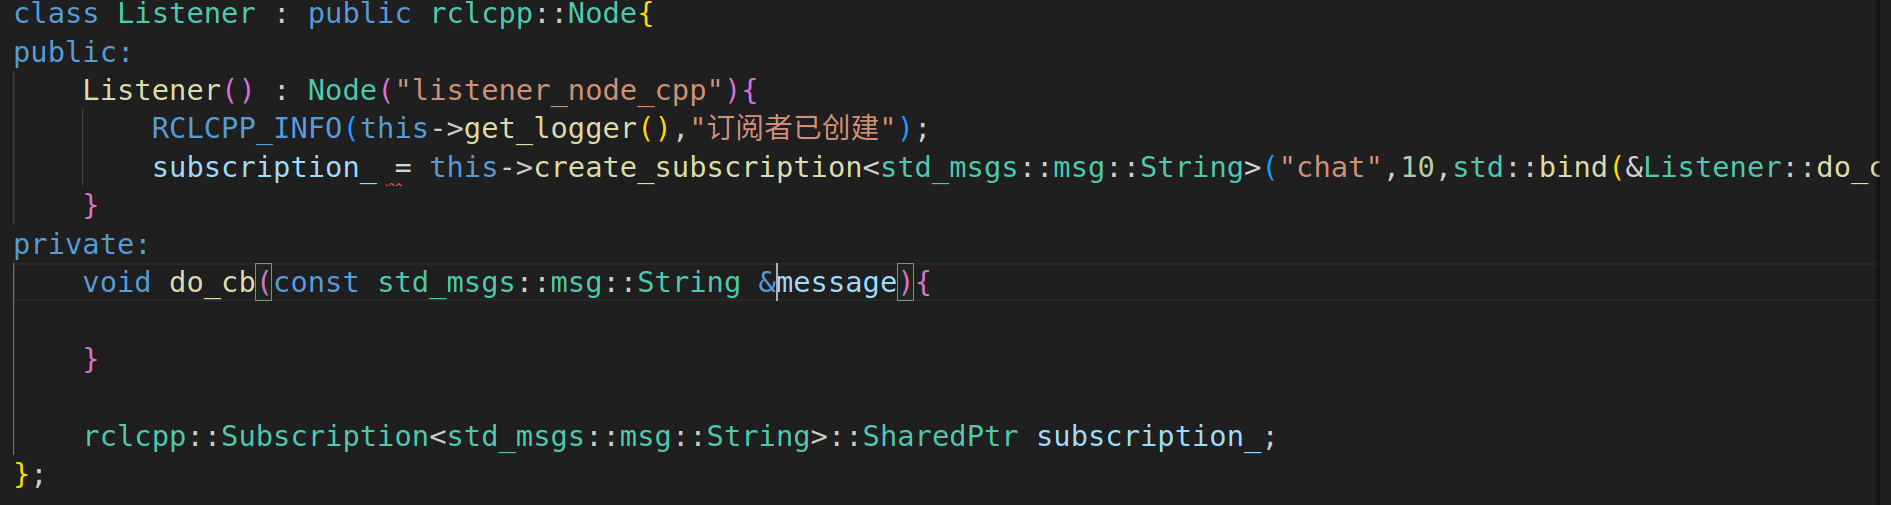 class Listener : public rclcpp::Node{
public:
    Listener() : Node("listener_node_cpp"){
        RCLCPP_INFO(this->get_logger(),"订阅者已创建");
        subscription_ = this->create_subscription<std_msgs::msg::String>("chat",10,std::bind(&Listener::do_c
    }
private:
    void do_cb(const std_msgs::msg::String &message){
    }
    rclcpp::Subscription<std_msgs::msg::String>::SharedPtr subscription_;
};